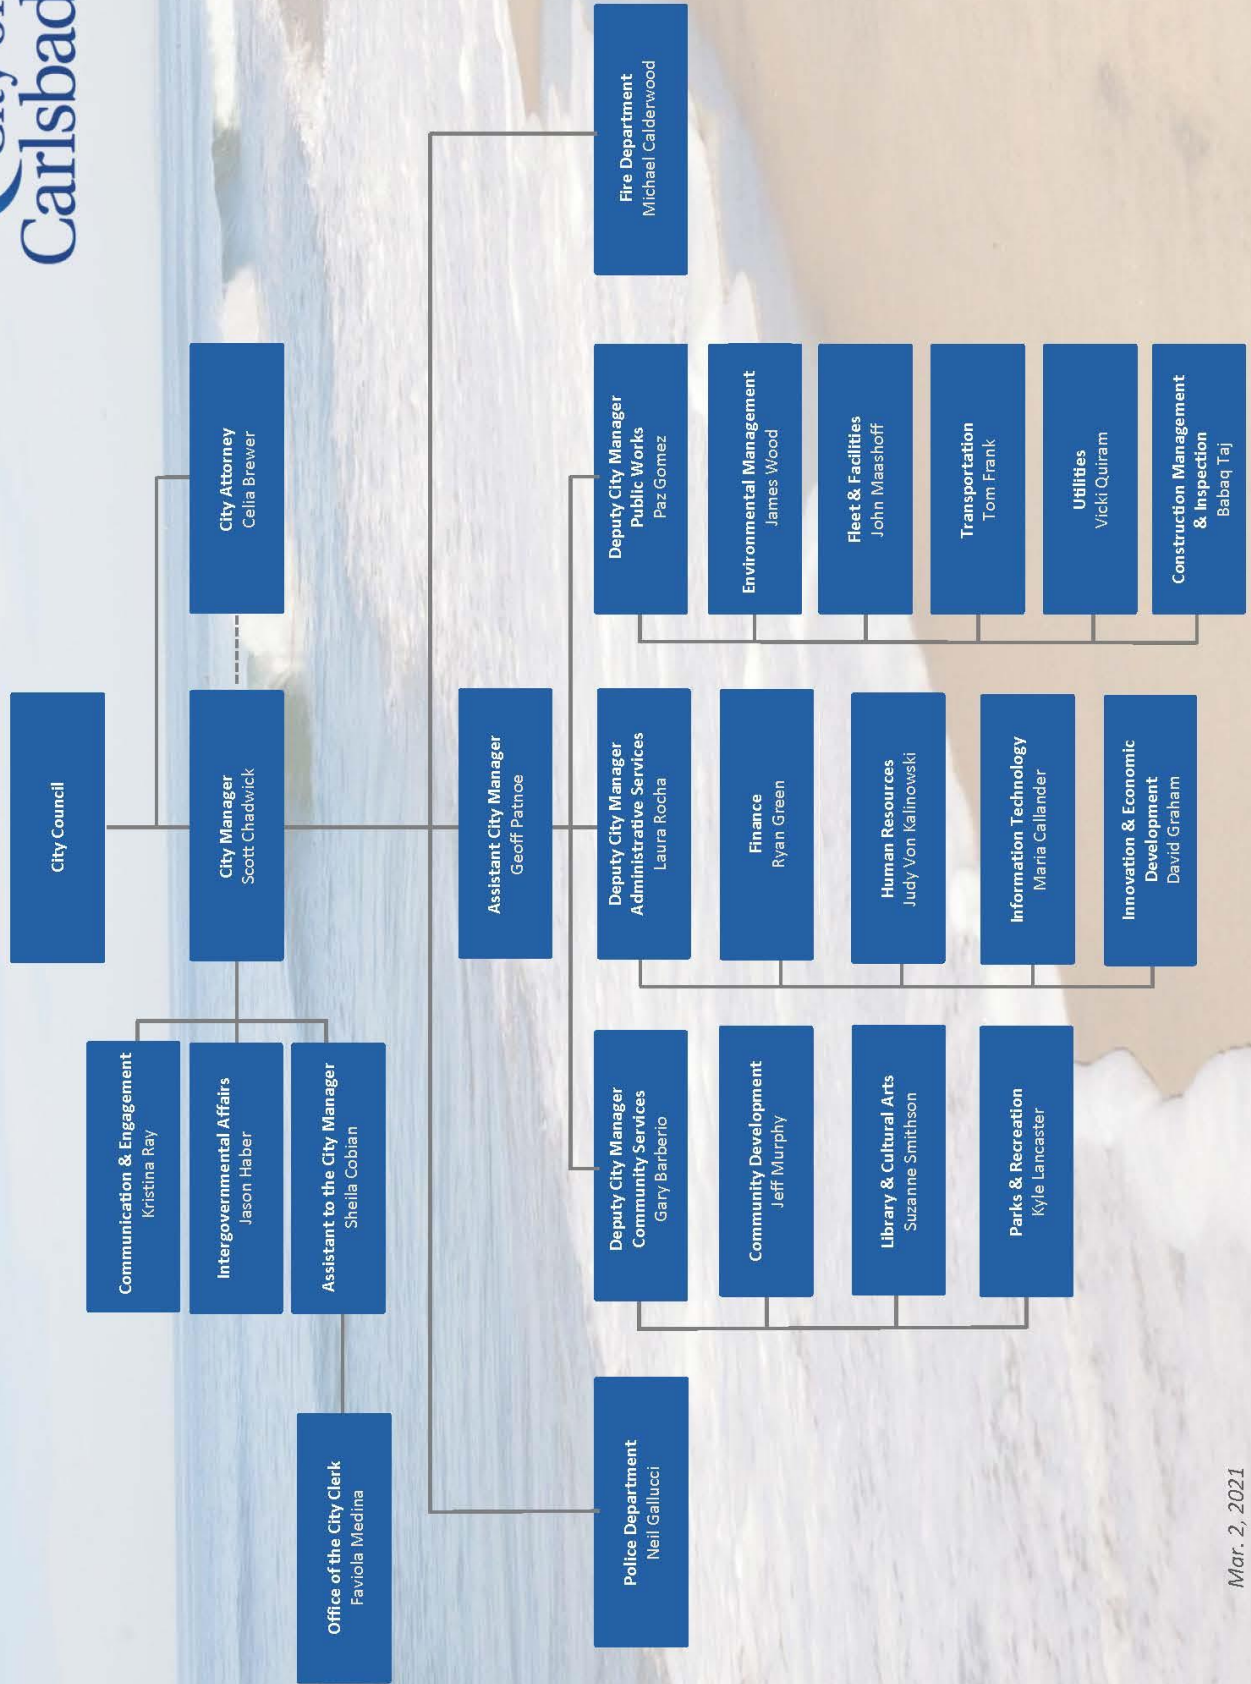 Carlsbad
City Council
City Manager
Scott Chadwick
City Attorney
Celia Brewer
Communication & Engagement
Kristina Ray
Intergovernmental Affairs
Jason Haber
Assistant to the City Manager
Sheila Cobian
Office of the City Clerk
Faviola Medina
Assistant City Manager
Geoff Patnoe
Police Department
Neil Gallucci
Deputy City Manager
Community Services
Gary Barberio
Deputy City Manager
Administrative Services
Laura Rocha
Deputy City Manager
Public Works
Paz Gomez
Fire Department
Michael Calderwood
Community Development
Jeff Murphy
Library & Cultural Arts
Suzanne Smithson
Parks & Recreation
Kyle Lancaster
Finance
Ryan Green
Human Resources
Judy Von Kalinowski
Information Technology
Maria Callander
Innovation & Economic
Development
David Graham
Environmental Management
James Wood
Fleet & Facilities
John Maashoff
Transportation
Tom Frank
Utilities
Vicki Quiram
Construction Management
& Inspection
Babaq Taj
Mar. 2, 2021